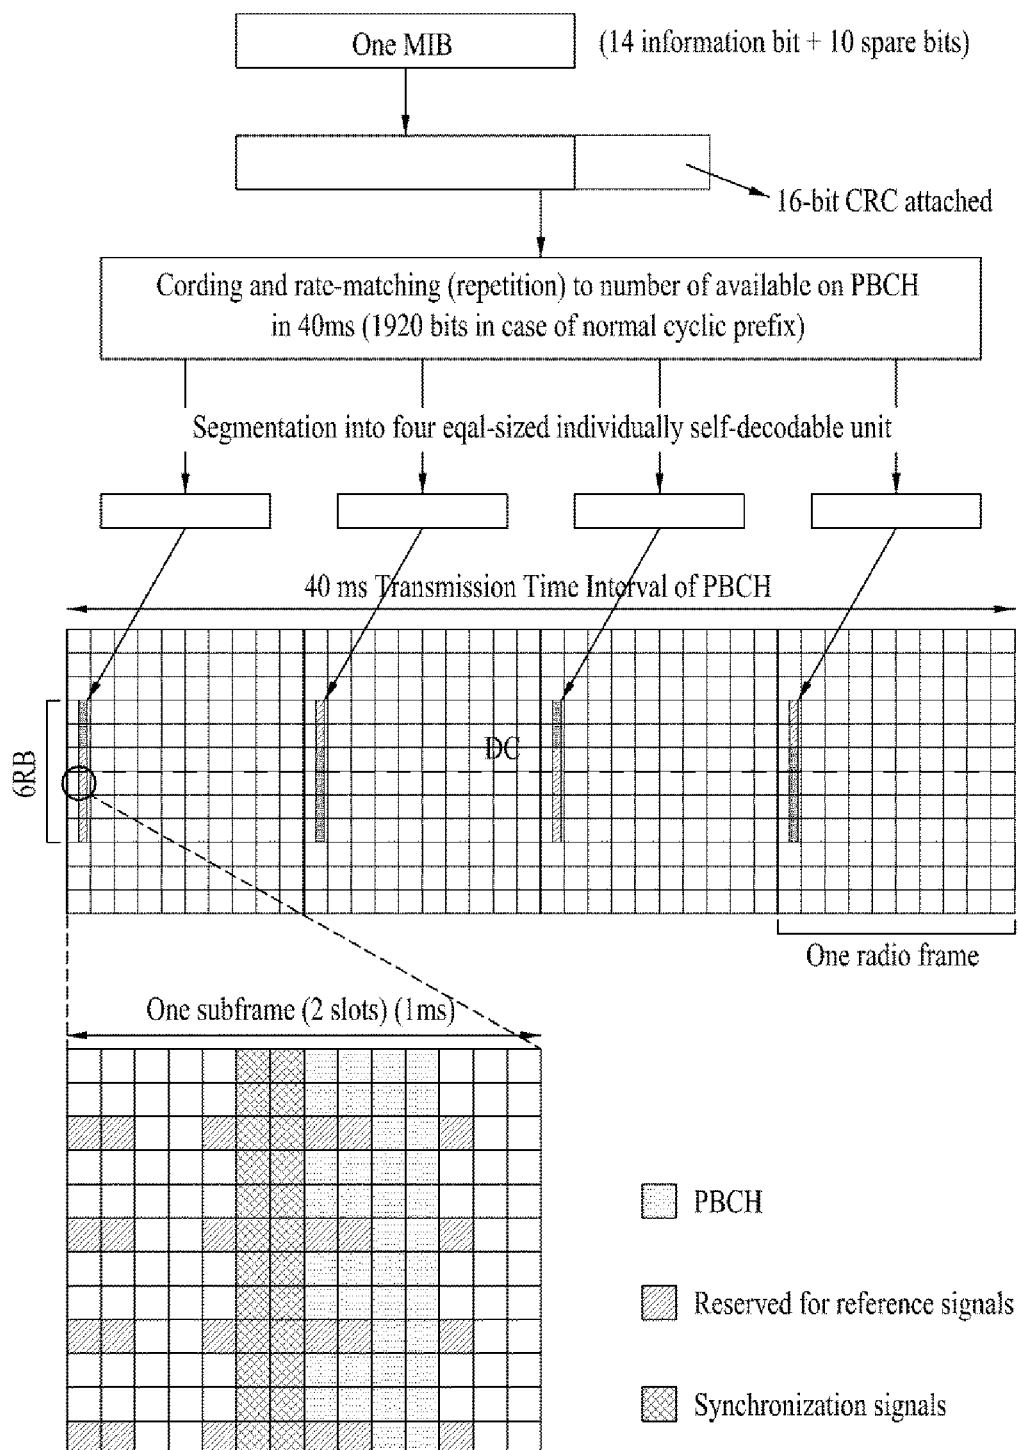 One MIB
(14 information bit + 10 spare bits)
16-bit CRC attached
Cording and rate-matching (repetition) to number of available on PBCH
in 40ms (1920 bits in case of normal cyclic prefix)
Segmentation into four eqal-sized individually self-decodable unit
40 ms Transmission Time Interval of PBCH
6RB
DC
One radio frame
One subframe (2 slots) (1ms)
PBCH
Reserved for reference signals
Synchronization signals